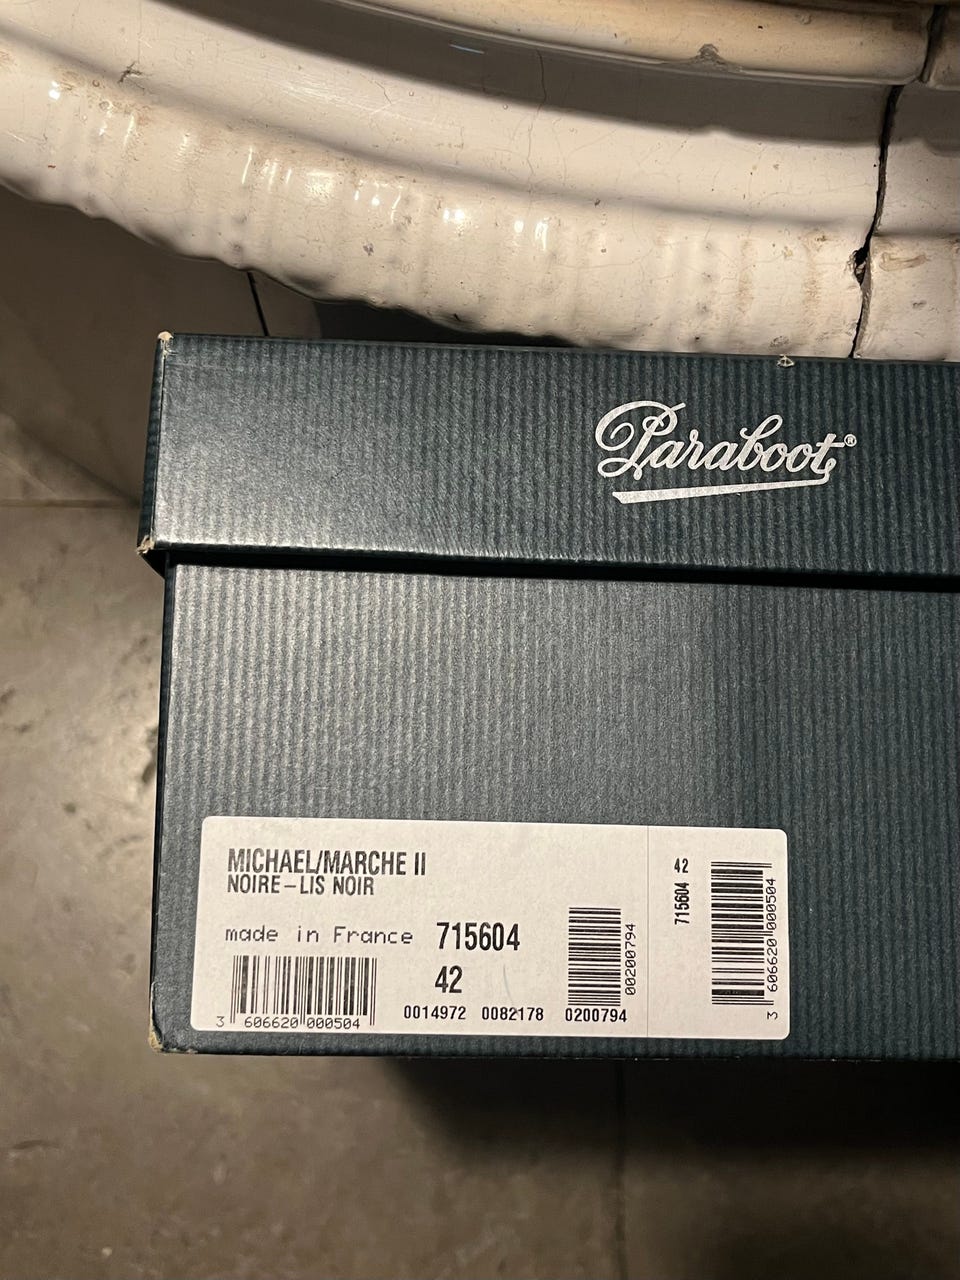 Paraboot®
MICHAEL/MARCHE II
NOIRE-LIS NOIR
made in France 715604
42
3 606620 000504
0014972 0082178 0200794
00200794
715604 42
3 606620 000504